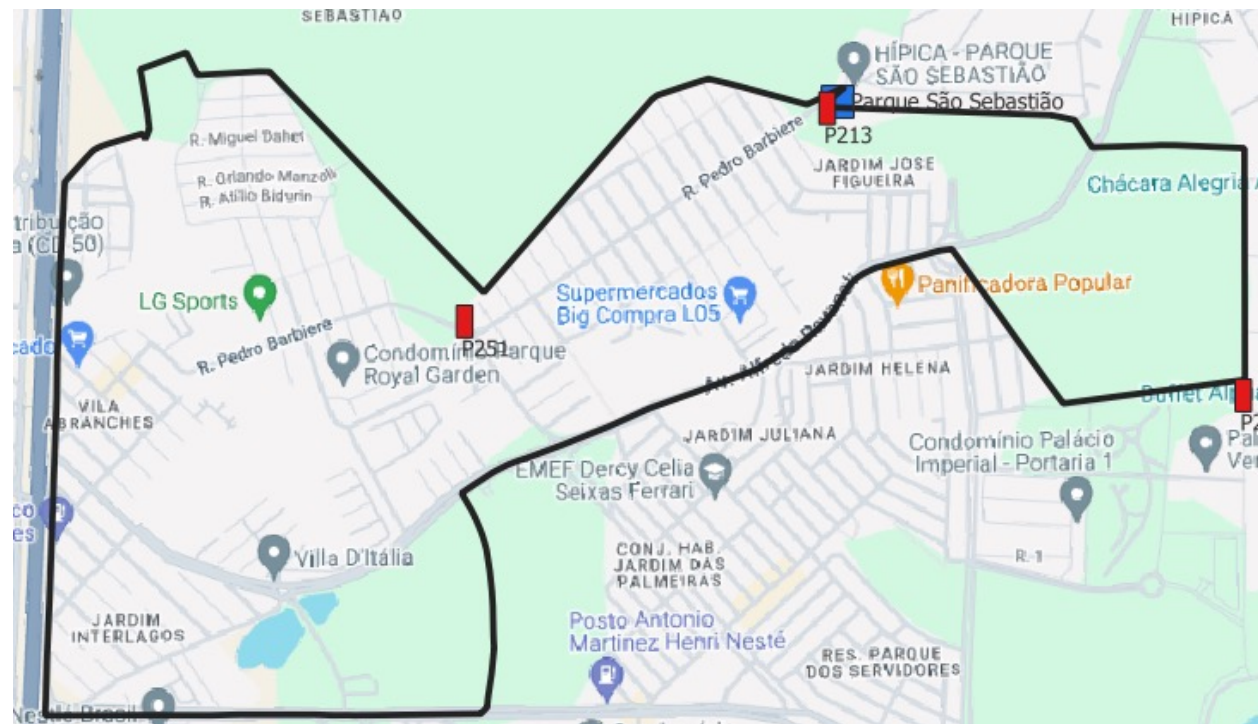 SEBASTIÃO
HÍPICA
HÍPICA - PARQUE
SÃO SEBASTIÃO
Parque São Sebastião
P213
R. Miguel Dahet
R. Pedro Barbiere
JARDIM JOSE
FIGUEIRA
R. Orlando Manzoli
R. Atílio Bidurin
Chácara Alegria
tribuição
a (CD 50)
LG Sports
Supermercados
Big Compra L05
Panificadora Popular
R. Pedro Barbiere
P251
Condomínio Parque
Royal Garden
JARDIM HELENA
VILA
ABRANCHES
JARDIM JULIANA
Condomínio Palácio
Imperial - Portaria 1
EMEF Dercy Celia
Seixas Ferrari
Villa D'Itália
CONJ. HAB.
JARDIM DAS
PALMEIRAS
R. 1
JARDIM
INTERLAGOS
Posto Antonio
Martinez Henri Nesté
RES. PARQUE
DOS SERVIDORES